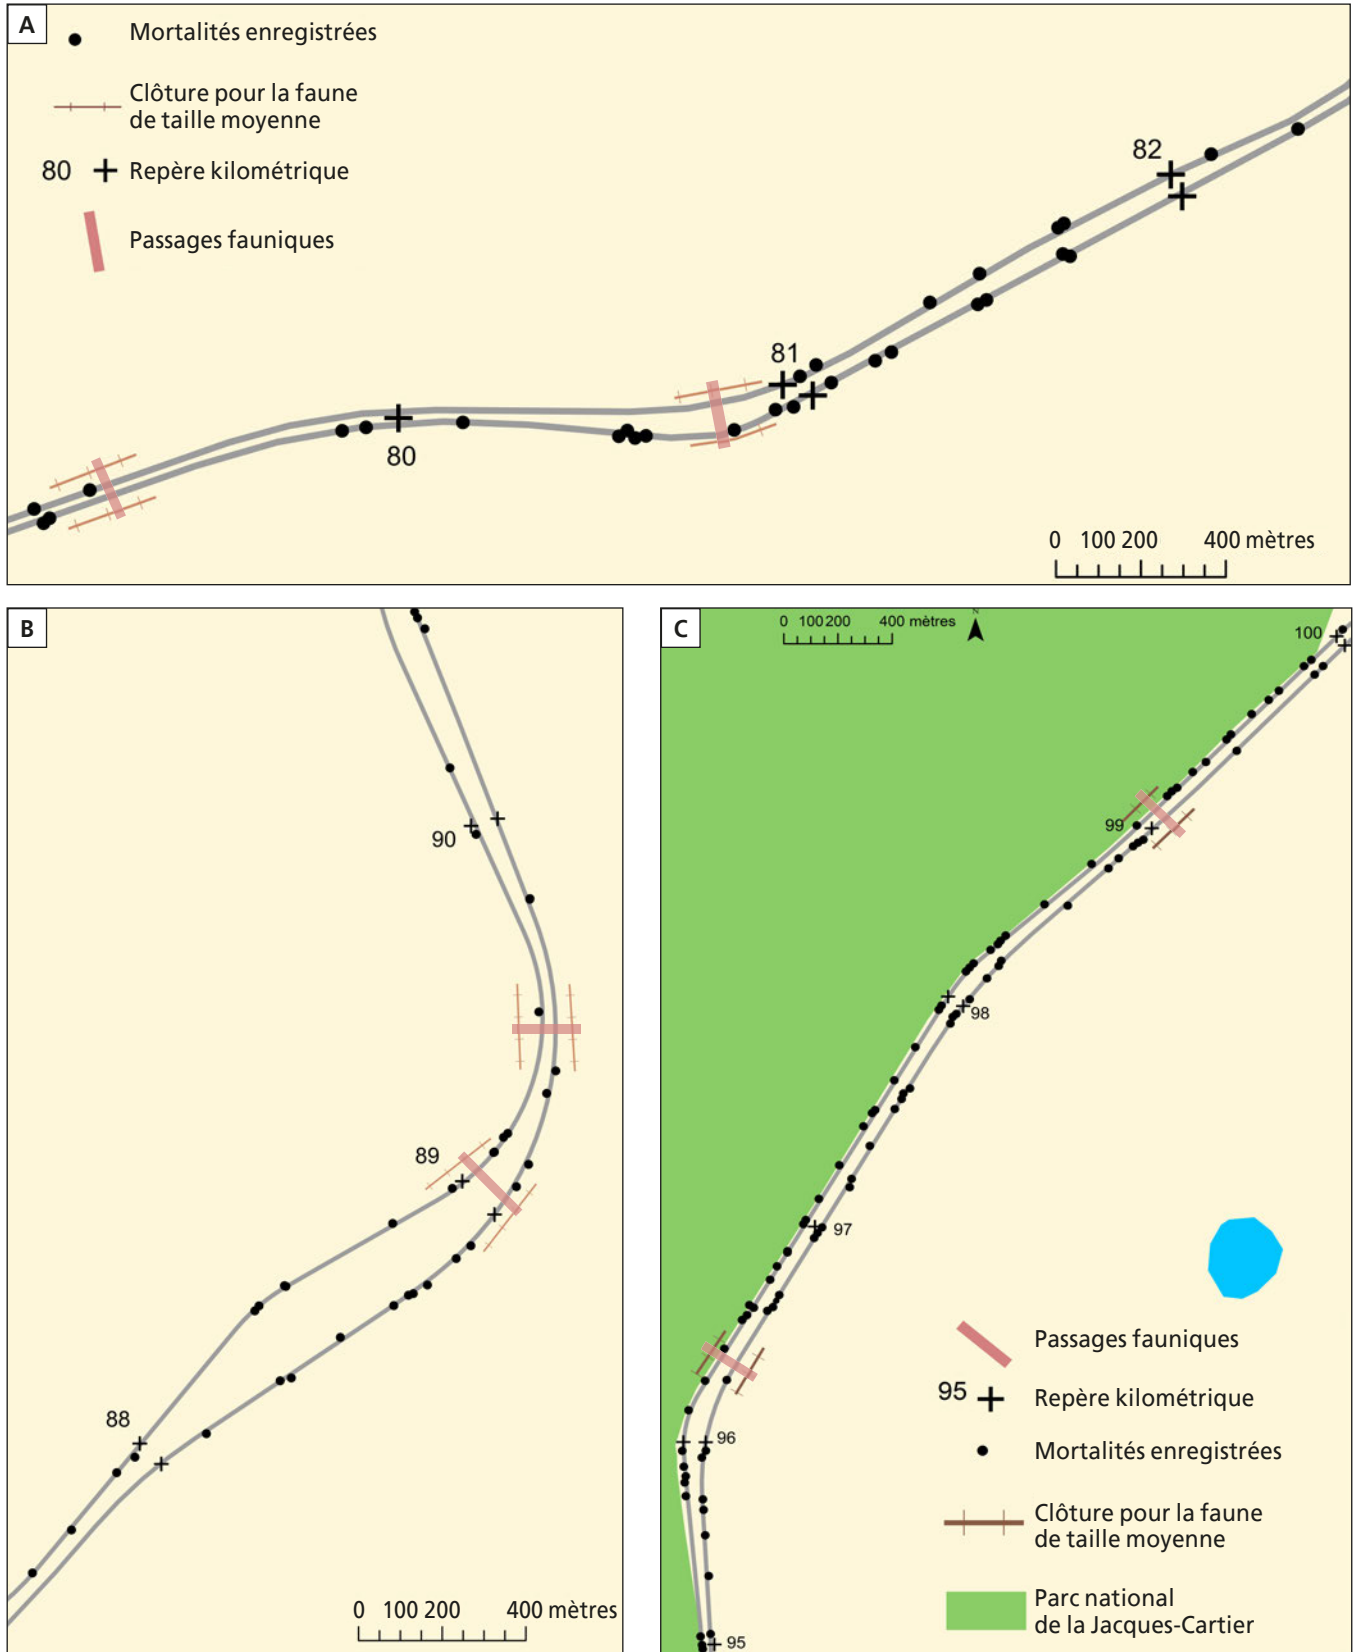 A
Mortalités enregistrées
Clôture pour la faune
de taille moyenne
80
Repère kilométrique
Passages fauniques
82
81
80
0 100 200 400 mètres
B
90
89
88
0 100 200 400 mètres
C
0 100 200 400 mètres
100
99
98
97
Passages fauniques
95
Repère kilométrique
96
Mortalités enregistrées
Clôture pour la faune
de taille moyenne
Parc national
de la Jacques-Cartier
95